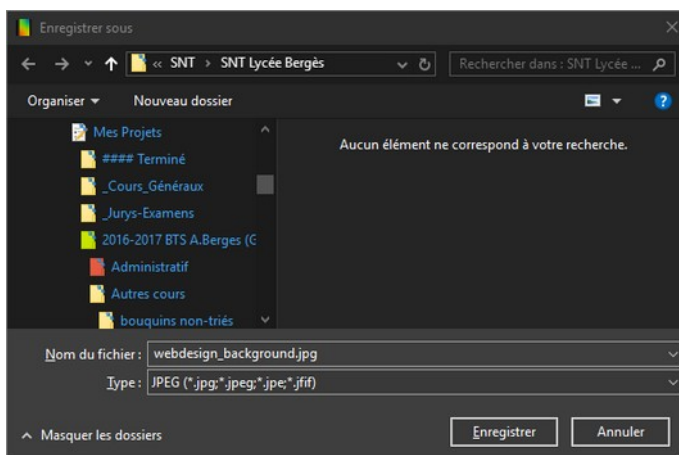 Enregistrer sous
« SNT › SNT Lycée Bergès
Rechercher dans : SNT Lycée ...
Organiser
Nouveau dossier
Mes Projets
#### Terminé
_Cours_Généraux
_Jurys-Examens
2016-2017 BTS A.Berges (G
Administratif
Autres cours
bouquins non-triés
Aucun élément ne correspond à votre recherche.
Nom du fichier : webdesign_background.jpg
Type : JPEG (*.jpg;*.jpeg;*.jpe;*.jfif)
Masquer les dossiers
Enregistrer
Annuler